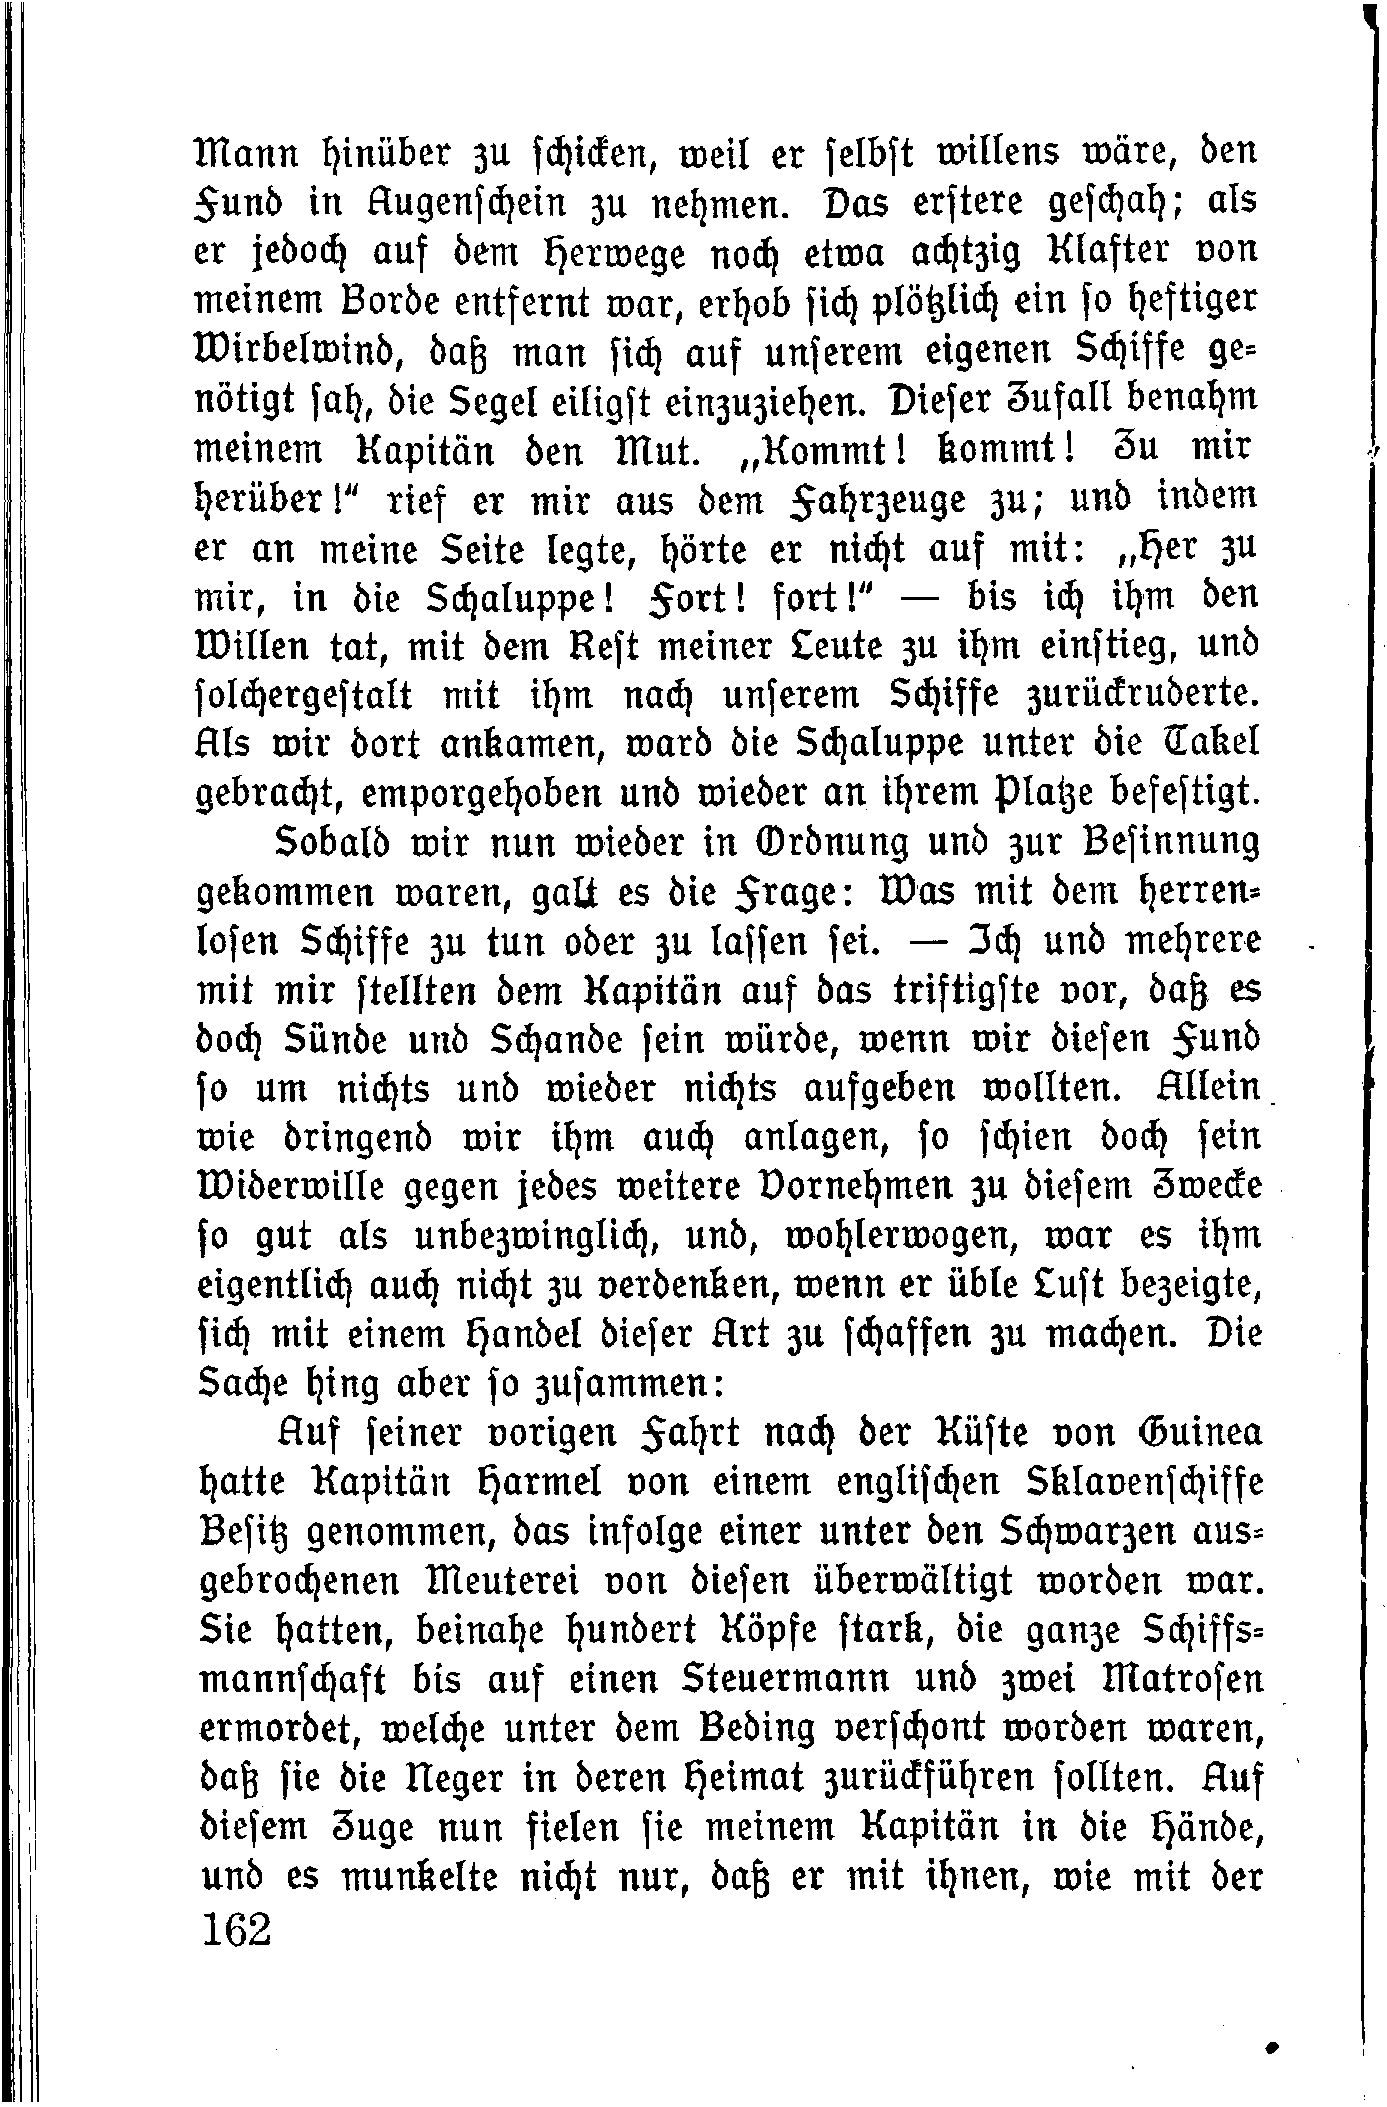 Mann hinüber zu schicken, weil er selbst willens wäre, den
Fund in Augenschein zu nehmen. Das erstere geschah; als
er jedoch auf dem Herwege noch etwa achtzig Klafter von
meinem Borde entfernt war, erhob sich plötzlich ein so heftiger
Wirbelwind, daß man sich auf unserem eigenen Schiffe ge-
nötigt sah, die Segel eiligst einzuziehen. Dieser Zufall benahm
meinem Kapitän den Mut. „Kommt! kommt! Zu mir
herüber!“ rief er mir aus dem Fahrzeuge zu; und indem
er an meine Seite legte, hörte er nicht auf mit: „Her zu
mir, in die Schaluppe! Fort! fort!“ — bis ich ihm den
Willen tat, mit dem Rest meiner Leute zu ihm einstieg, und
solchergestalt mit ihm nach unserem Schiffe zurückruderte.
Als wir dort ankamen, ward die Schaluppe unter die Takel
gebracht, emporgehoben und wieder an ihrem Platze befestigt.
Sobald wir nun wieder in Ordnung und zur Besinnung
gekommen waren, galt es die Frage: Was mit dem herren-
losen Schiffe zu tun oder zu lassen sei. — Ich und mehrere
mit mir stellten dem Kapitän auf das triftigste vor, daß es
doch Sünde und Schande sein würde, wenn wir diesen Fund
so um nichts und wieder nichts aufgeben wollten. Allein
wie dringend wir ihm auch anlagen, so schien doch sein
Widerwille gegen jedes weitere Vornehmen zu diesem Zwecke
so gut als unbezwinglich, und, wohlerwogen, war es ihm
eigentlich auch nicht zu verdenken, wenn er üble Lust bezeigte,
sich mit einem Handel dieser Art zu schaffen zu machen. Die
Sache hing aber so zusammen:
Auf seiner vorigen Fahrt nach der Küste von Guinea
hatte Kapitän Harmel von einem englischen Sklavenschiffe
Besitz genommen, das infolge einer unter den Schwarzen aus-
gebrochenen Meuterei von diesen überwältigt worden war.
Sie hatten, beinahe hundert Köpfe stark, die ganze Schiffs-
mannschaft bis auf einen Steuermann und zwei Matrosen
ermordet, welche unter dem Beding verschont worden waren,
daß sie die Neger in deren Heimat zurückführen sollten. Auf
diesem Zuge nun fielen sie meinem Kapitän in die Hände,
und es munkelte nicht nur, daß er mit ihnen, wie mit der
162